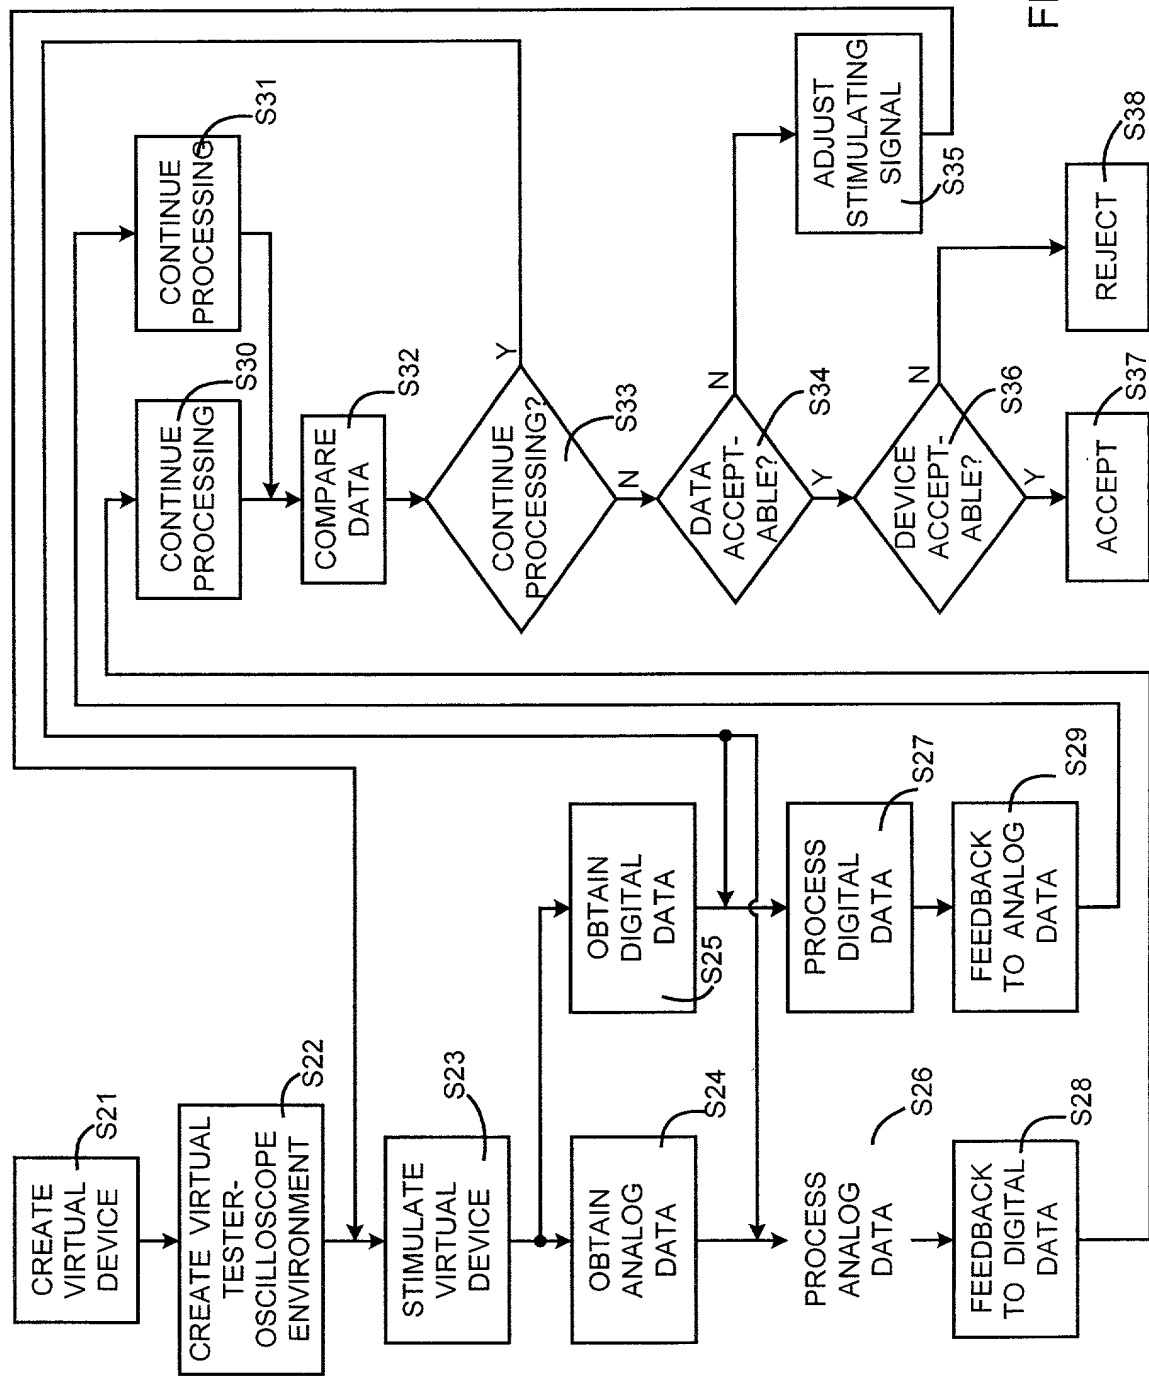 CREATE
VIRTUAL
DEVICE
S21
CREATE VIRTUAL
TESTER-
OSCILLOSCOPE
ENVIRONMENT
S22
STIMULATE
VIRTUAL
DEVICE
S23
OBTAIN
ANALOG
DATA
S24
OBTAIN
DIGITAL
DATA
S25
PROCESS
ANALOG
DATA
S26
PROCESS
DIGITAL
DATA
S27
FEEDBACK
TO DIGITAL
DATA
S28
FEEDBACK
TO ANALOG
DATA
S29
CONTINUE
PROCESSING
S30
CONTINUE
PROCESSING
S31
COMPARE
DATA
S32
CONTINUE
PROCESSING?
S33
Y
N
DATA
ACCEPT-
ABLE?
S34
N
Y
ADJUST
STIMULATING
SIGNAL
S35
DEVICE
ACCEPT-
ABLE?
S36
N
Y
ACCEPT
S37
REJECT
S38